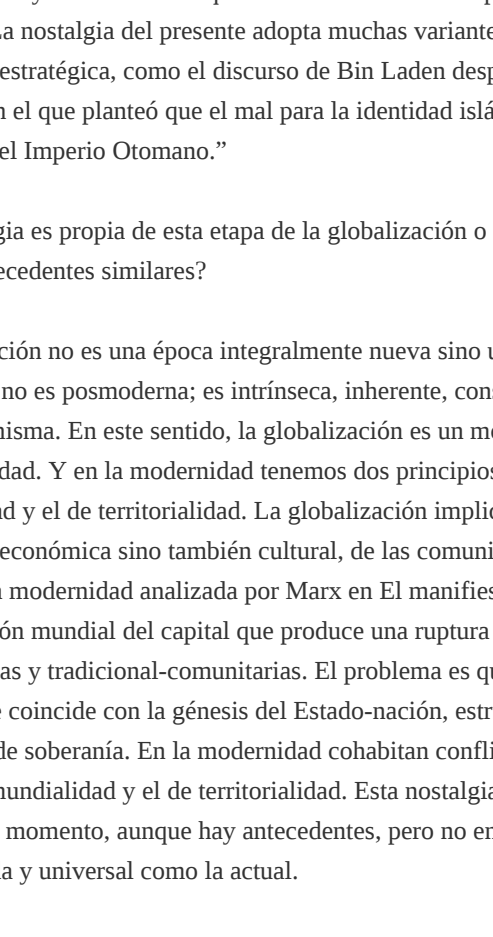 La nostalgia del presente adopta muchas variante
estratégica, como el discurso de Bin Laden desp
n el que planteó que el mal para la identidad islá
el Imperio Otomano.”
gia es propia de esta etapa de la globalización o
ecedentes similares?
ción no es una época integralmente nueva sino u
no es posmoderna; es intrínseca, inherente, cons
misma. En este sentido, la globalización es un mo
dad. Y en la modernidad tenemos dos principios
ad y el de territorialidad. La globalización implic
económica sino también cultural, de las comuni
a modernidad analizada por Marx en El manifies
ión mundial del capital que produce una ruptura
as y tradicional-comunitarias. El problema es qu
e coincide con la génesis del Estado-nación, estr
de soberanía. En la modernidad cohabitan confli
mundialidad y el de territorialidad. Esta nostalgia
momento, aunque hay antecedentes, pero no en
a y universal como la actual.